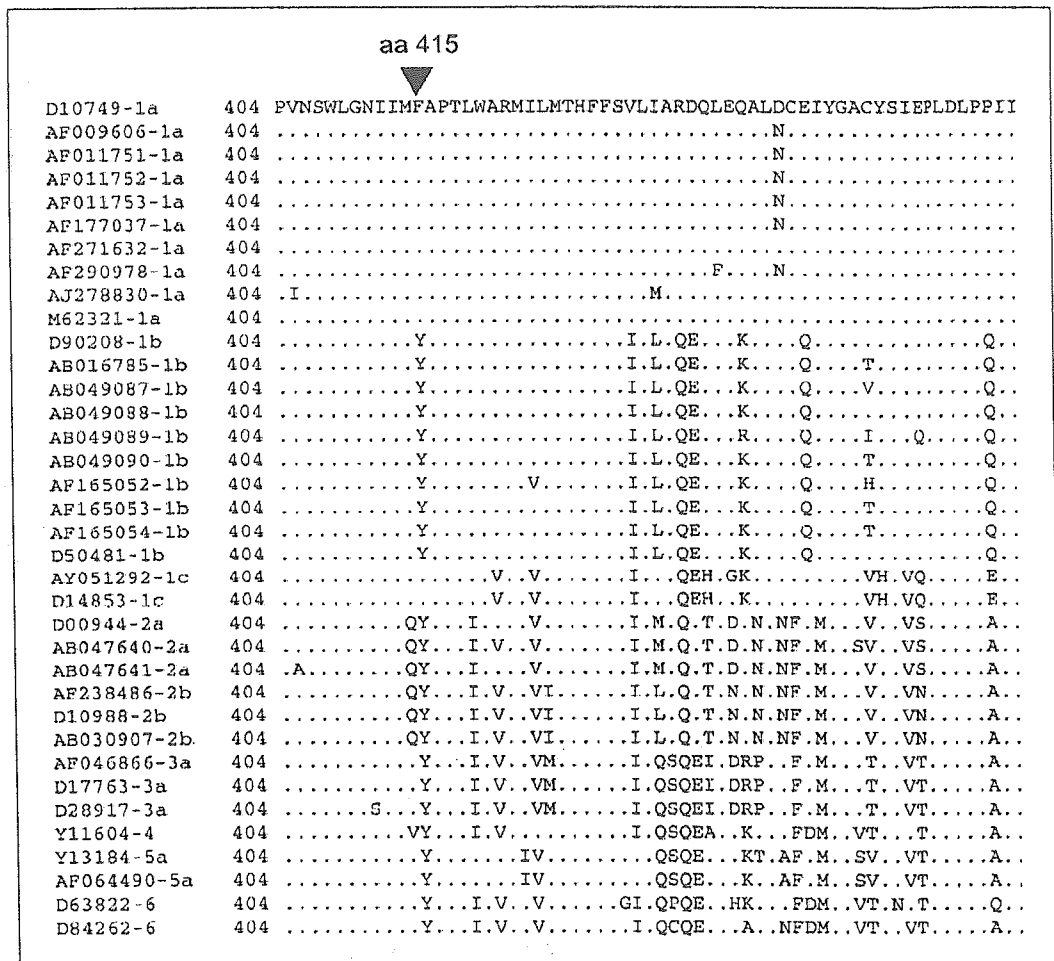 aa 415
D10749-1a 404 PVNSWLGNIIMFAPTLWARMILMTHFFSVLIARDQLEQALDCEIYGACYSIEPLDLPPII
AF009606-1a 404 ........................................N...................
AF011751-1a 404 ........................................N...................
AF011752-1a 404 ........................................N...................
AF011753-1a 404 ........................................N...................
AF177037-1a 404 ........................................N...................
AF271632-1a 404 ............................................................
AF290978-1a 404 ...................................F....N...................
AJ278830-1a 404 .I............................M.............................
M62321-1a 404 ............................................................
D90208-1b 404 ...........Y................I.L.QE...K....Q..............Q..
AB016785-1b 404 ...........Y................I.L.QE...K....Q....T.........Q..
AB049087-1b 404 ...........Y................I.L.QE...K....Q....V.........Q..
AB049088-1b 404 ...........Y................I.L.QE...K....Q..............Q..
AB049089-1b 404 ...........Y................I.L.QE...R....Q....I...Q.....Q..
AB049090-1b 404 ...........Y................I.L.QE...K....Q....T.........Q..
AF165052-1b 404 ...........Y........V.......I.L.QE...K....Q....H.........Q..
AF165053-1b 404 ...........Y................I.L.QE...K....Q....T.........Q..
AF165054-1b 404 ...........Y................I.L.QE...K....Q....T.........Q..
D50481-1b 404 ...........Y................I.L.QE...K....Q..............Q..
AY051292-1c 404 .................V..V.......I...QEH.GK.........VH.VQ.....E..
D14853-1c 404 .................V..V.......I...QEH..K.........VH.VQ.....E..
D00944-2a 404 ..........QY...I....V.......I.M.Q.T.D.N.NF.M...V..VS.....A..
AB047640-2a 404 ..........QY...I.V..V.......I.M.Q.T.D.N.NF.M..SV..VS.....A..
AB047641-2a 404 .A........QY...I.V..V.......I.M.Q.T.D.N.NF.M...V..VS.....A..
AF238486-2b 404 ..........QY...I.V..VI......I.L.Q.T.N.N.NF.M...V..VN.....A..
D10988-2b 404 ..........QY...I.V..VI......I.L.Q.T.N.N.NF.M...V..VN.....A..
AB030907-2b. 404 ..........QY...I.V..VI......I.L.Q.T.N.N.NF.M...V..VN.....A..
AF046866-3a 404 ...........Y...I.V..VM......I.QSQEI.DRP..F.M...T..VT.....A..
D17763-3a 404 ...........Y...I.V..VM......I.QSQEI.DRP..F.M...T..VT.....A..
D28917-3a 404 ........S..Y...I.V..VM......I.QSQEI.DRP..F.M...T..VT.....A..
Y11604-4 404 ..........VY...I.V..........I.QSQEA..K...FDM..VT...T.....A..
Y13184-5a 404 ...........Y.......IV.........QSQE...KT.AF.M..SV..VT.....A..
AF064490-5a 404 ...........Y.......IV.........QSQE...K..AF.M..SV..VT.....A..
D63822-6 404 ...........Y...I.V..V......GI.QPQE..HK...FDM..VT.N.T.....Q..
D84262-6 404 ...........Y...I.V..V.......I.QCQE...A..NFDM..VT..VT.....A..